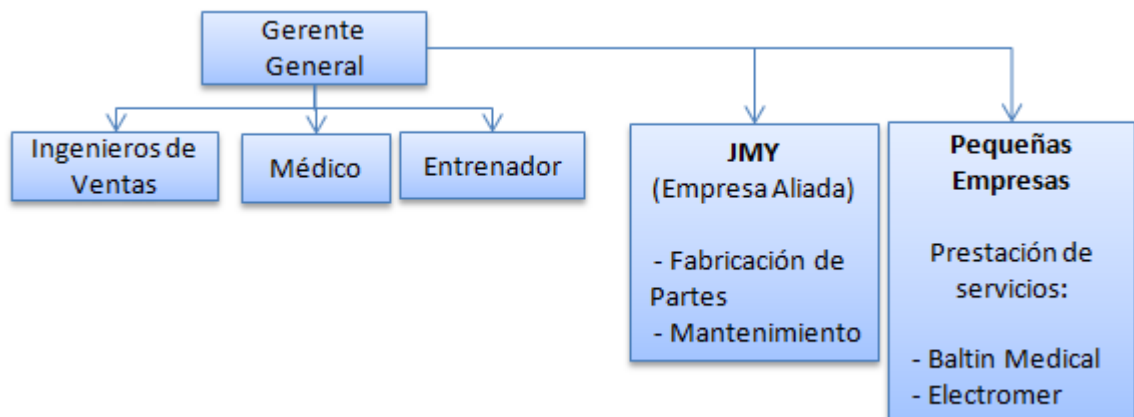 Gerente
General
Ingenieros de
Ventas
Médico
Entrenador
JMY
(Empresa Aliada)
- Fabricación de
Partes
- Mantenimiento
Pequeñas
Empresas
Prestación de
servicios:
- Baltin Medical
- Electromer